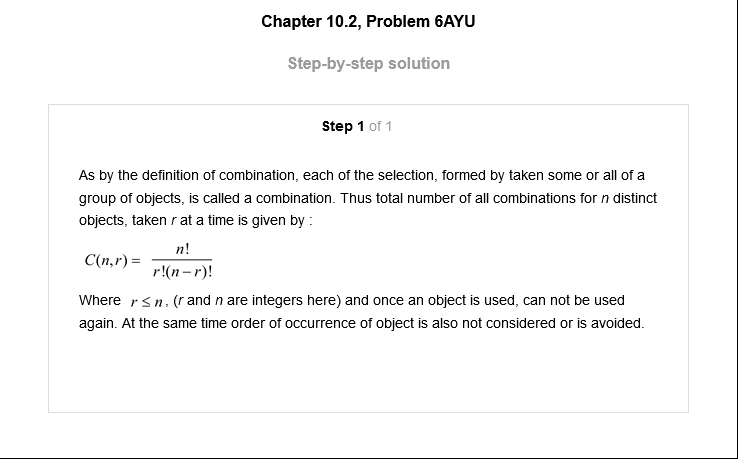 Chapter 10.2, Problem 6AYU
Step-by-step solution
Step 1 of 1
As by the definition of combination, each of the selection, formed by taken some or all of a
group of objects, is called a combination. Thus total number of all combinations for n distinct
objects, taken r at a time is given by :
C(n,r) = n! / r!(n − r)!
Where r ≤ n, (r and n are integers here) and once an object is used, can not be used
again. At the same time order of occurrence of object is also not considered or is avoided.